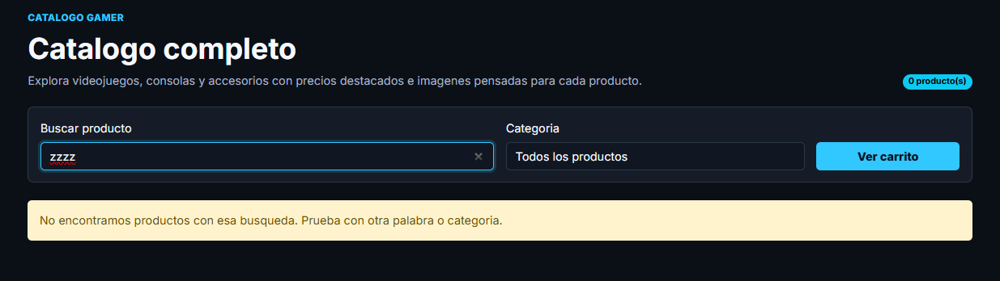 CATALOGO GAMER
Catalogo completo
Explora videojuegos, consolas y accesorios con precios destacados e imagenes pensadas para cada producto.
0 producto(s)
Buscar producto
Categoria
zzzz
Todos los productos
Ver carrito
No encontramos productos con esa busqueda. Prueba con otra palabra o categoria.